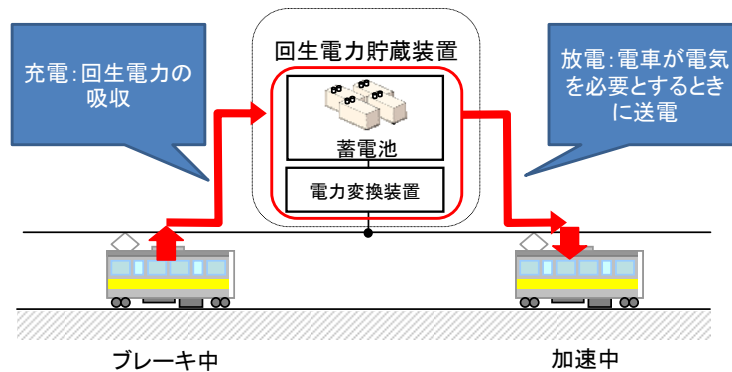 回生電力貯蔵装置
充電:回生電力の
吸収
放電:電車が電気
を必要とするとき
に送電
蓄電池
電力変換装置
ブレーキ中
加速中